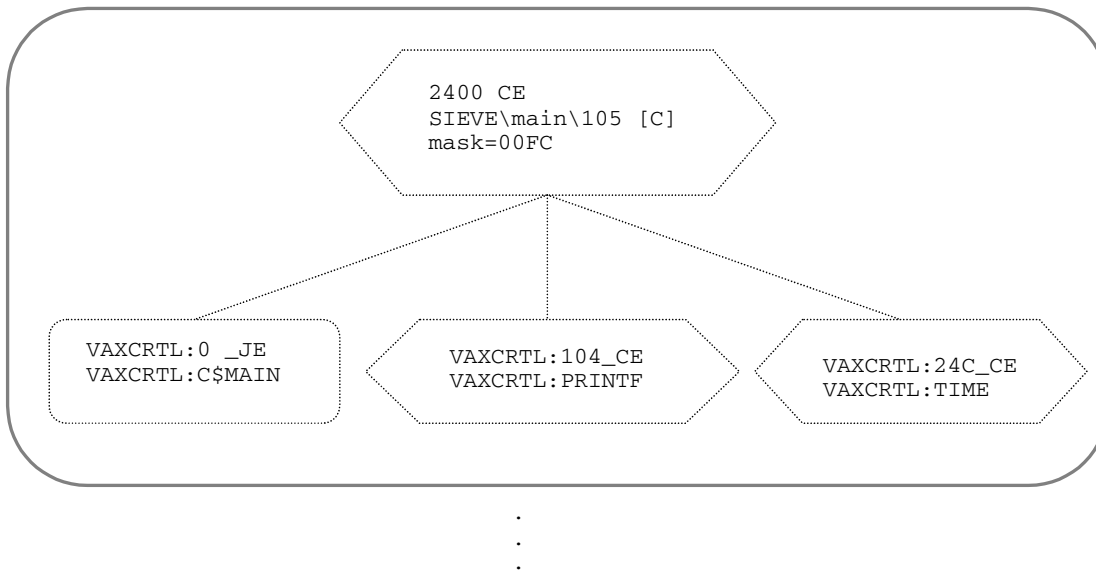 2400 CE
SIEVE\main\105 [C]
mask=00FC
VAXCRTL:0 _JE
VAXCRTL:C$MAIN
VAXCRTL:104_CE
VAXCRTL:PRINTF
VAXCRTL:24C_CE
VAXCRTL:TIME
.
.
.